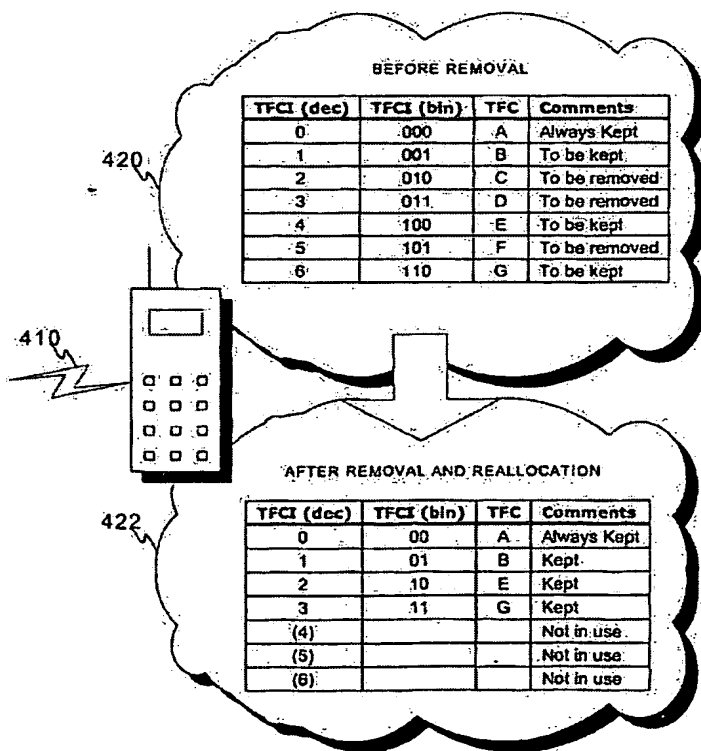 BEFORE REMOVAL
TFCI (dec) TFCI (bin) TFC Comments
0 000 A Always Kept
1 001 B To be kept
2 010 C To be removed
3 011 D To be removed
4 100 E To be kept
5 101 F To be removed
6 110 G To be kept
420
410
AFTER REMOVAL AND REALLOCATION
422
TFCI (dec) TFCI (bin) TFC Comments
0 00 A Always Kept
1 01 B Kept
2 10 E Kept
3 11 G Kept
(4) Not in use
(5) Not in use
(6) Not in use